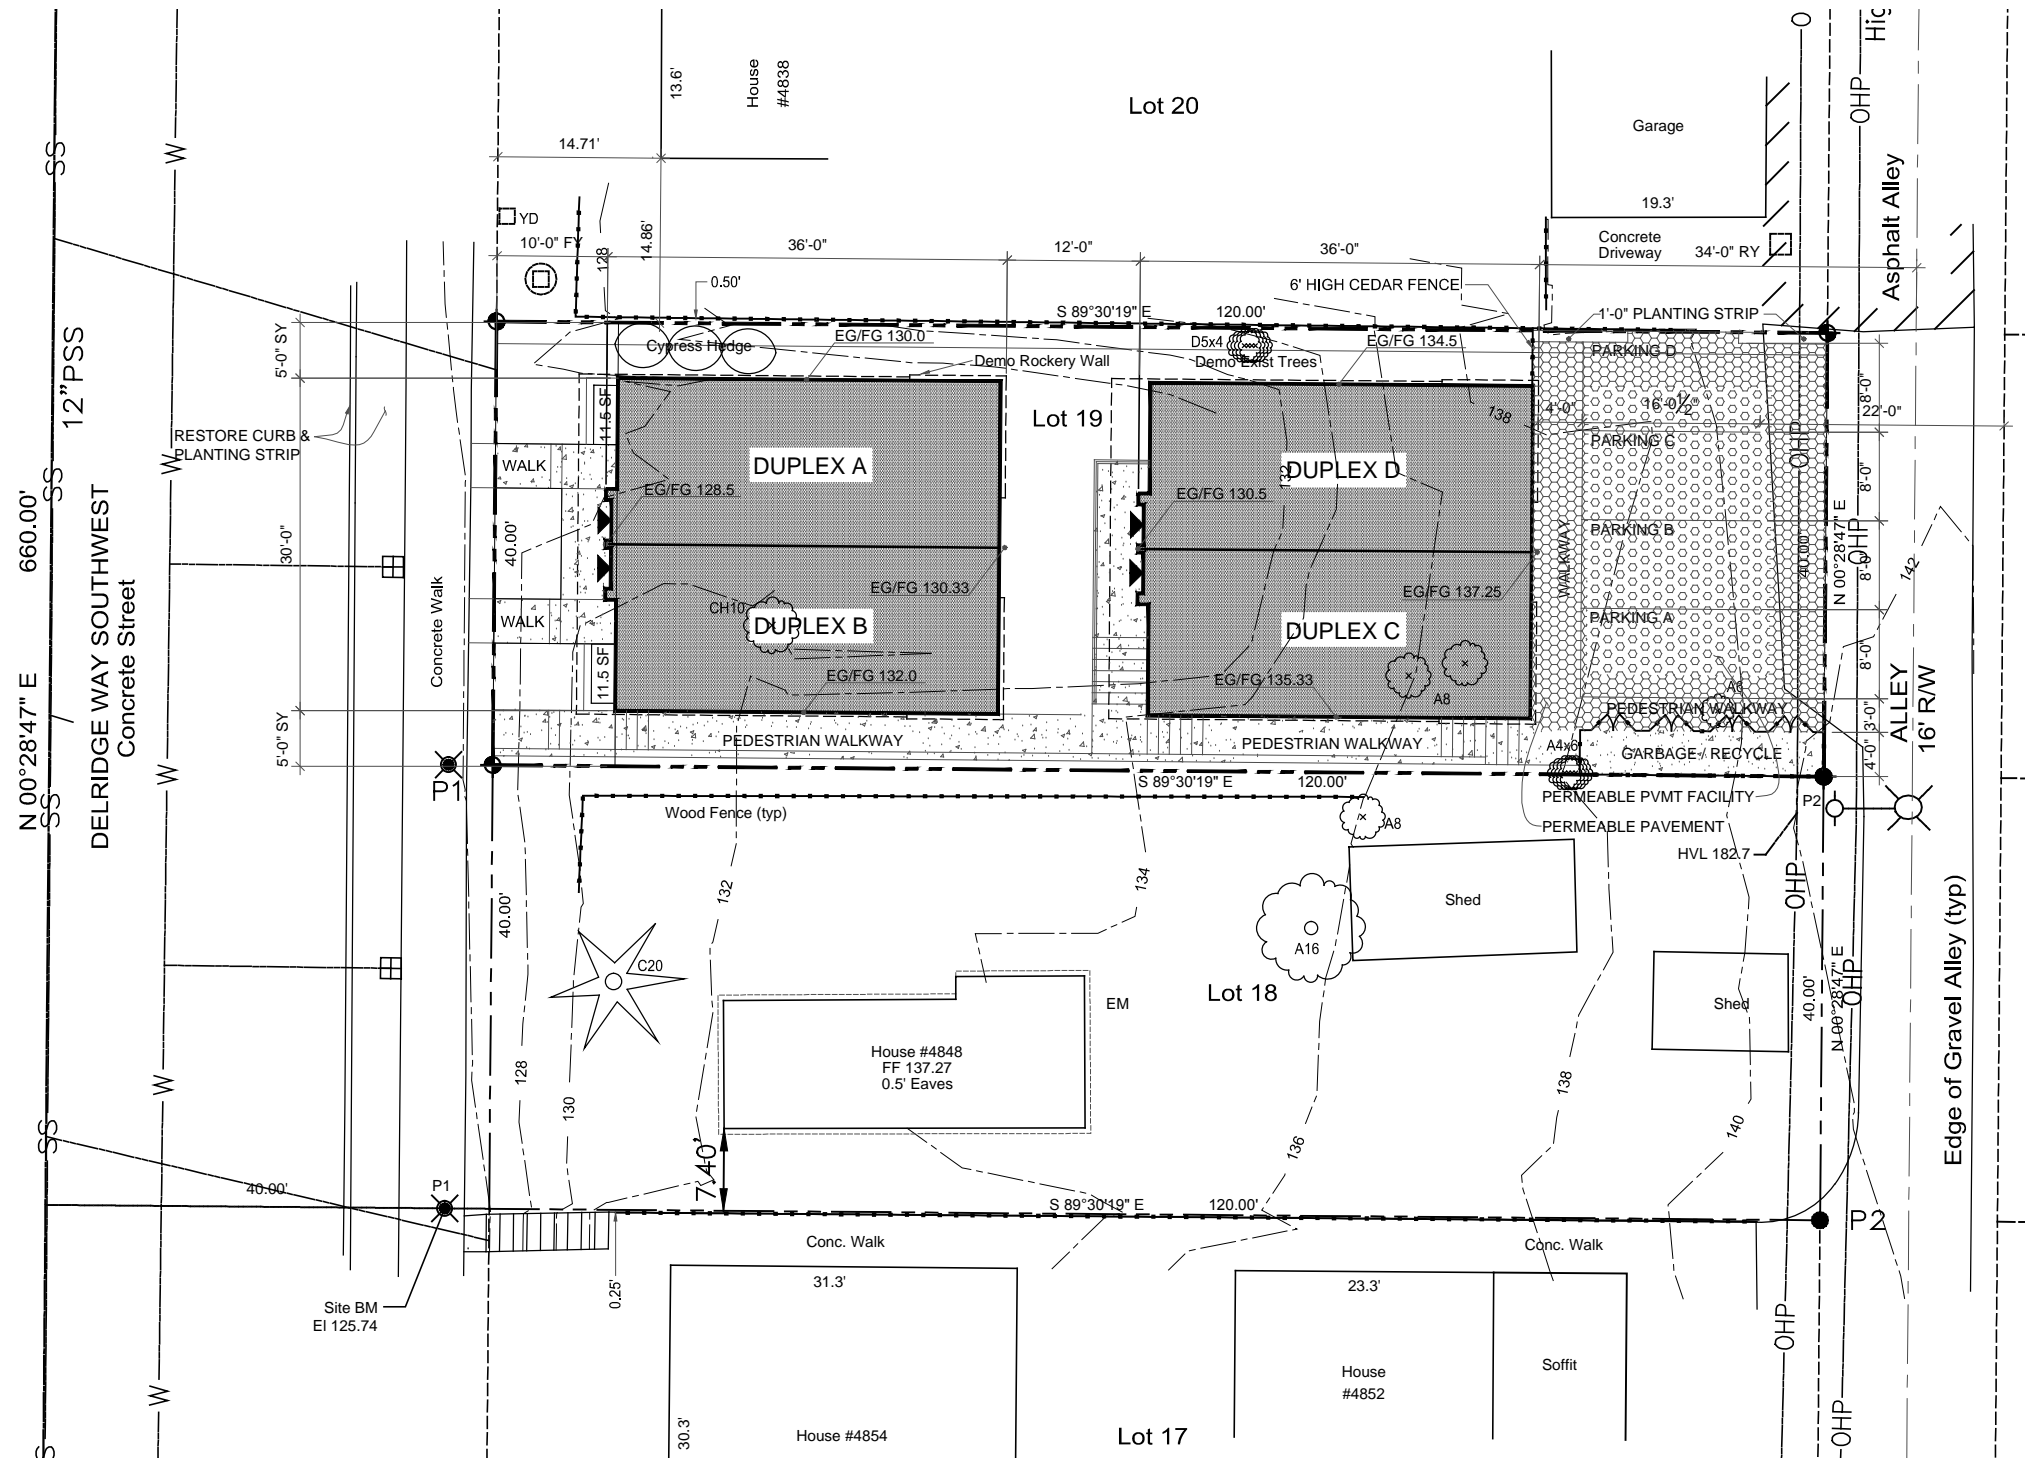 13.6'
House
#4838
Lot 20
Garage
19.3'
OHP
Asphalt Alley
SS
W
14.71'
YD
10'-0" FY
128
14.86'
36'-0"
12'-0"
36'-0"
Concrete
Driveway
34'-0" RY
0.50'
6' HIGH CEDAR FENCE
S 89°30'19" E
120.00'
1'-0" PLANTING STRIP
5'-0" SY
Cypress Hedge
EG/FG 130.0
Demo Rockery Wall
D5x4
Demo Exist Trees
EG/FG 134.5
PARKING D
8'-0"
12"PSS
11.5 SF
Lot 19
138
4'-0"
16'-0 1/2"
22'-0"
RESTORE CURB &
PLANTING STRIP
W
WALK
DUPLEX A
132
DUPLEX D
PARKING C
OHP
8'-0"
SS
EG/FG 128.5
EG/FG 130.5
660.00'
DELRIDGE WAY SOUTHWEST
Concrete Street
30'-0"
40.00'
PARKING B
WALKWAY
40.00'
N 00°28'47" E
OHP
8'-0"
142
Concrete Walk
EG/FG 130.33
EG/FG 137.25
CH10
WALK
DUPLEX B
DUPLEX C
PARKING A
8'-0"
N 00°28'47" E
11.5 SF
EG/FG 132.0
EG/FG 135.33
A8
A6
PEDESTRIAN WALKWAY
ALLEY
16' R/W
3'-0"
5'-0" SY
PEDESTRIAN WALKWAY
PEDESTRIAN WALKWAY
A4x6
GARBAGE / RECYCLE
4'-0"
W
P1
S 89°30'19" E
120.00'
PERMEABLE PVMT FACILITY
P2
SS
Wood Fence (typ)
A8
PERMEABLE PAVEMENT
HVL 182.7
132
134
Shed
OHP
40.00'
A16
C20
Lot 18
EM
Shed
40.00'
N 00°28'47" E
OHP
Edge of Gravel Alley (typ)
House #4848
FF 137.27
0.5' Eaves
W
128
130
138
140
SS
136
7.40'
40.00'
P1
S 89°30'19" E
120.00'
P2
Conc. Walk
Conc. Walk
0.25'
31.3'
23.3'
Site BM
El 125.74
OHP
Soffit
House
#4852
W
30.3'
House #4854
Lot 17
OHP